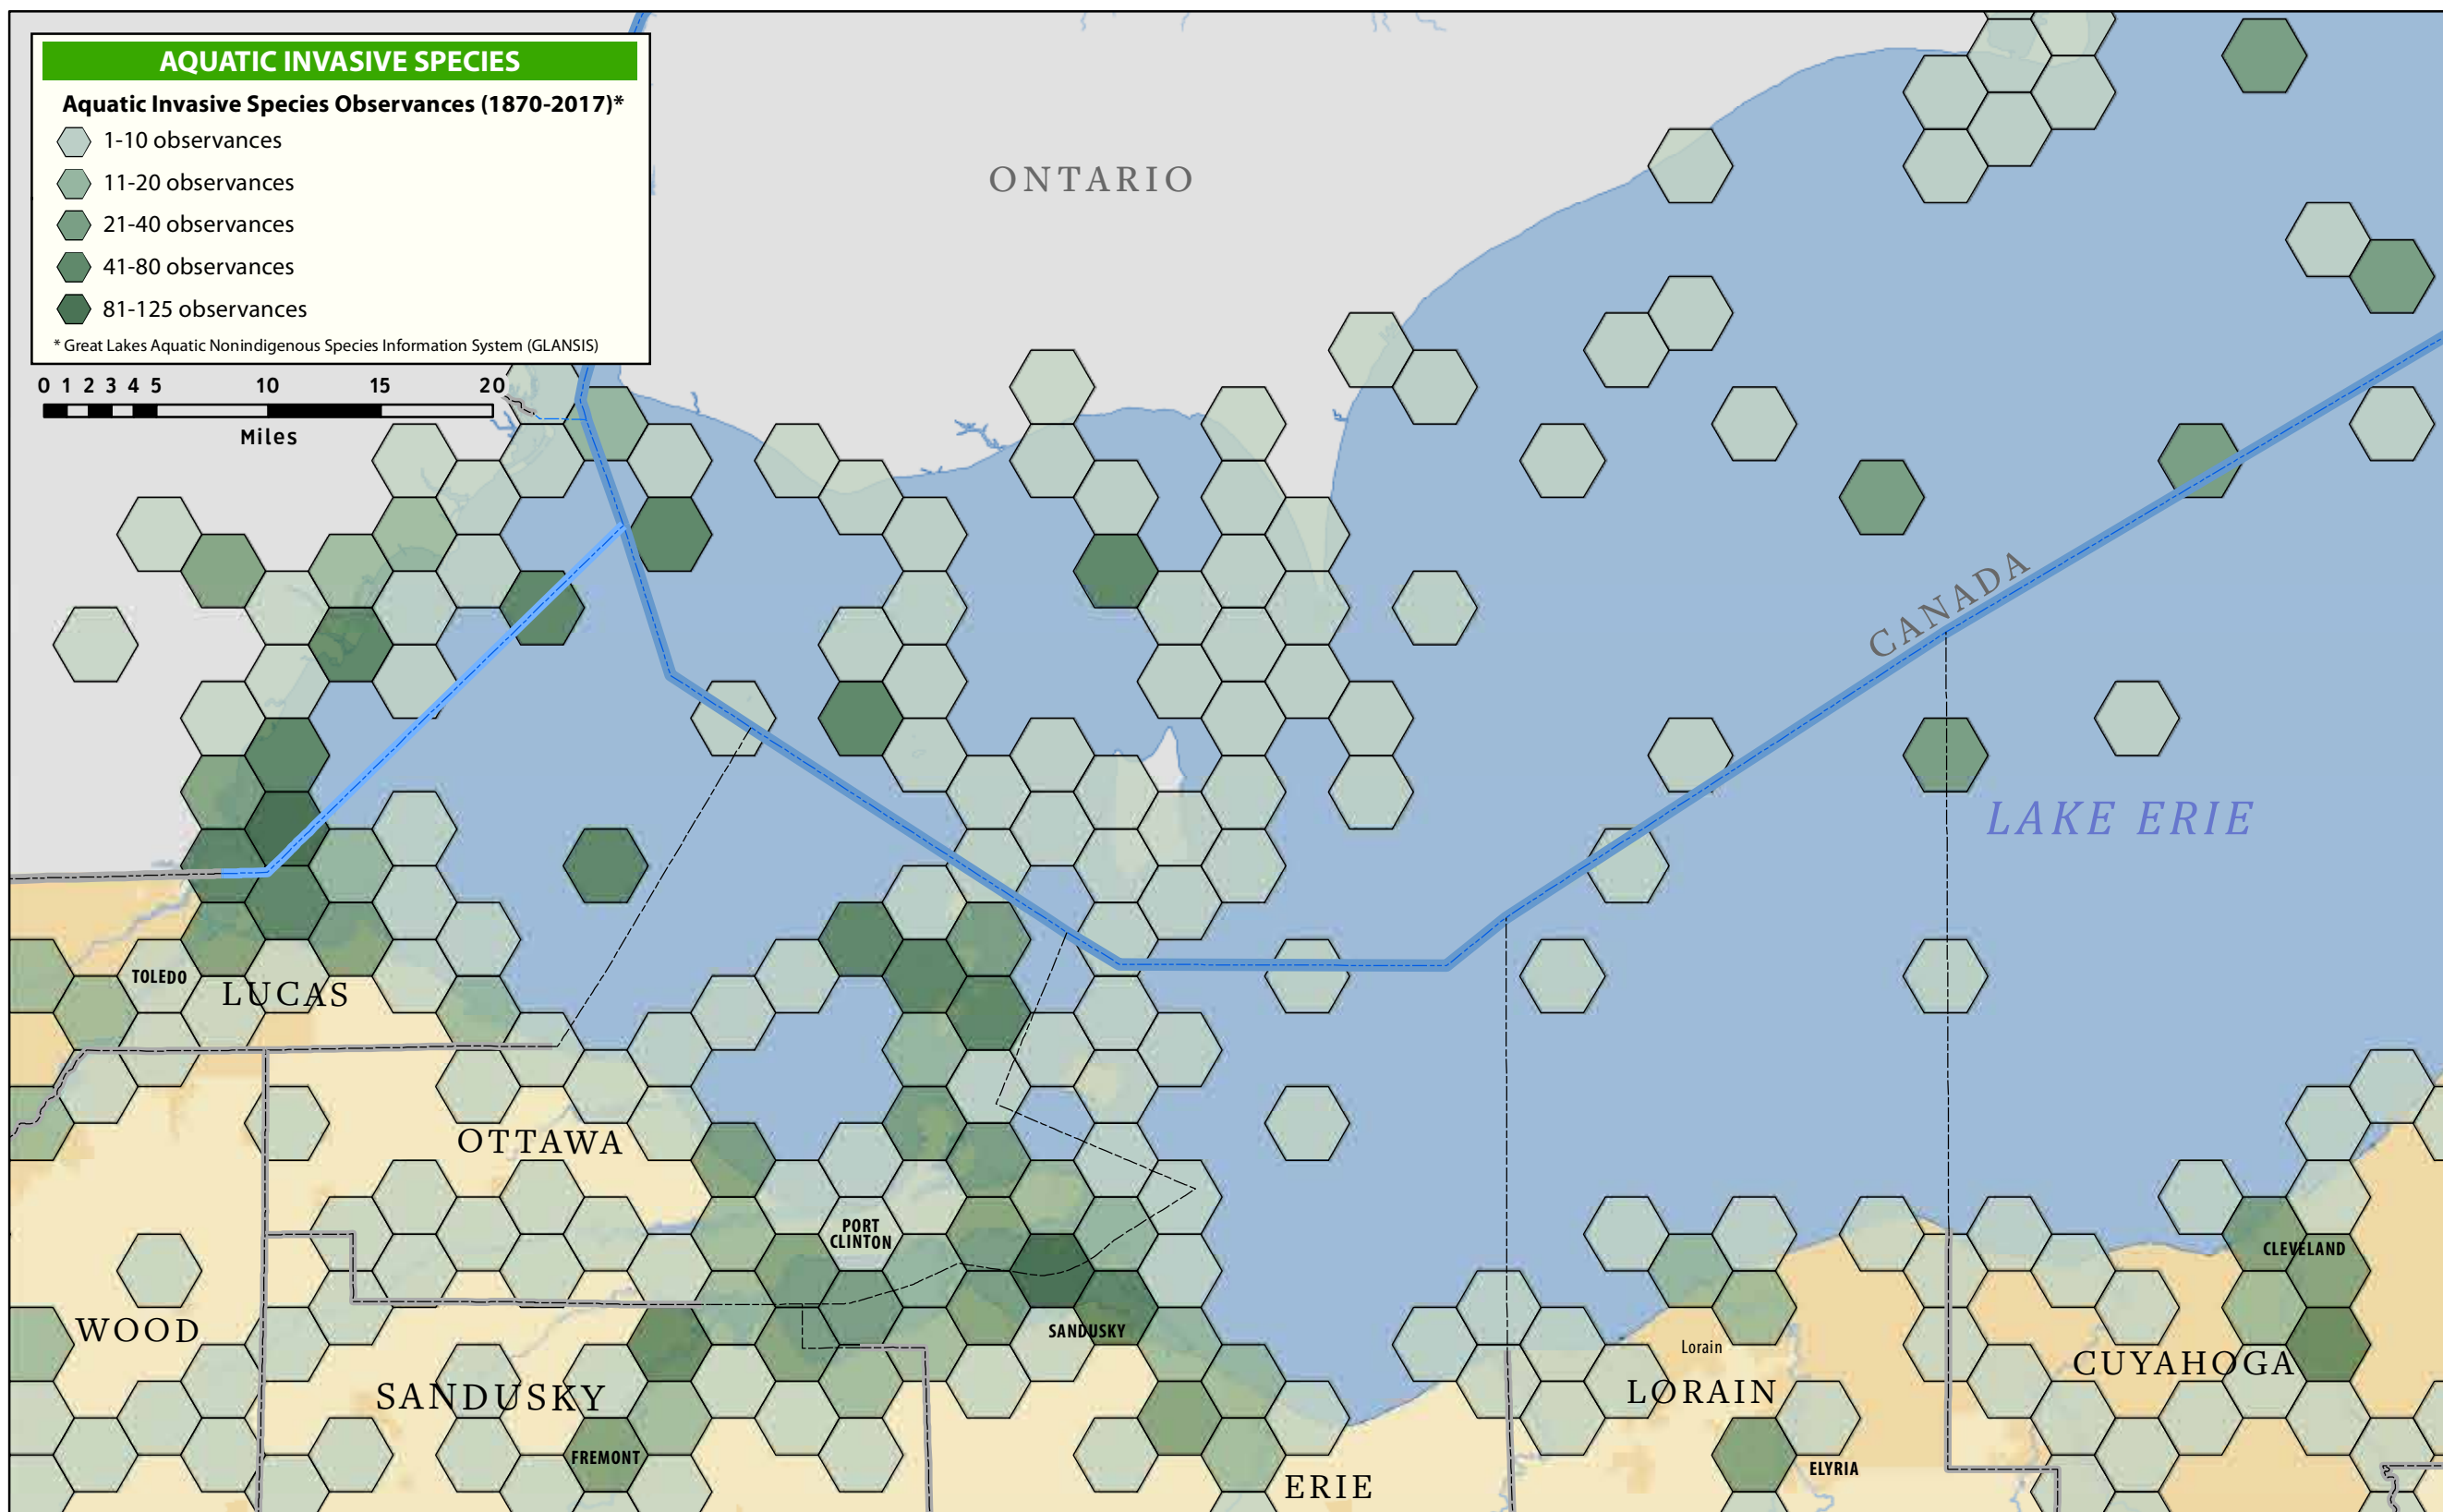 AQUATIC INVASIVE SPECIES
Aquatic Invasive Species Observances (1870-2017)*
1-10 observances
11-20 observances
21-40 observances
41-80 observances
81-125 observances
* Great Lakes Aquatic Nonindigenous Species Information System (GLANSIS)
0 1 2 3 4 5 10 15 20
Miles
ONTARIO
CANADA
LAKE ERIE
TOLEDO
LUCAS
OTTAWA
PORT
CLINTON
CLEVELAND
WOOD
SANDUSKY
Lorain
CUYAHOGA
SANDUSKY
LORAIN
FREMONT
ELYRIA
ERIE